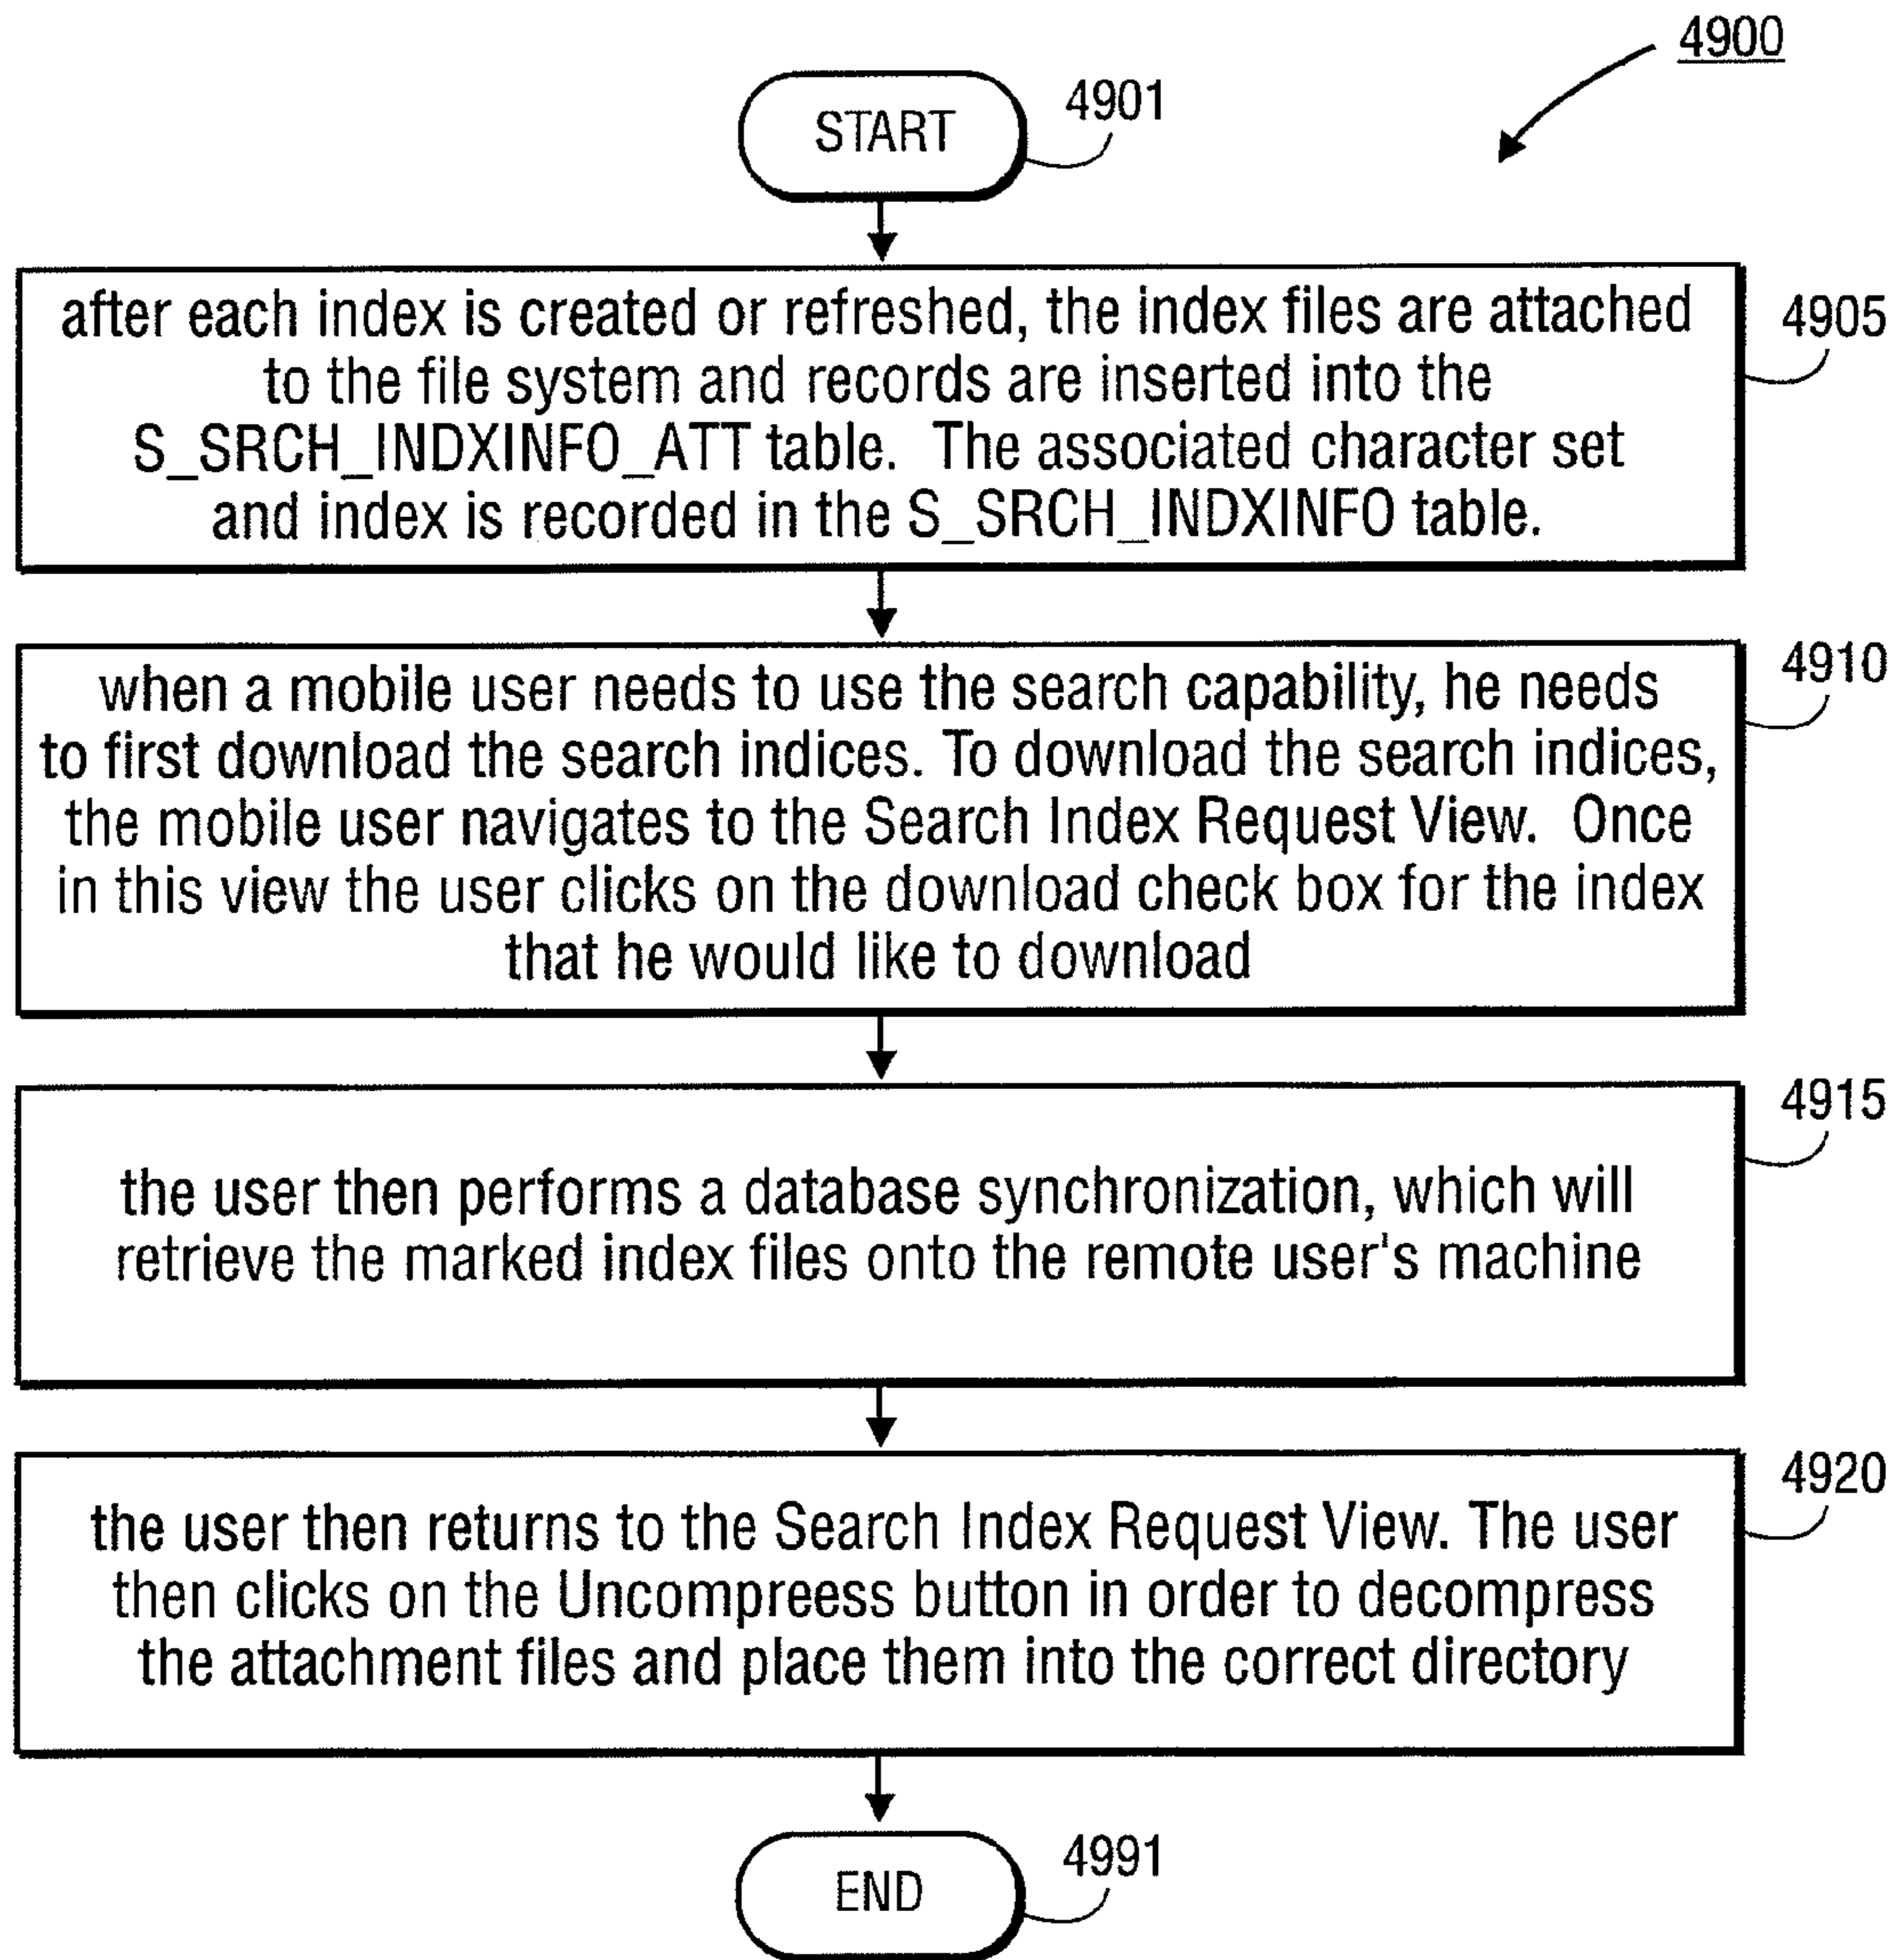 4900
START
4901
after each index is created or refreshed, the index files are attached
to the file system and records are inserted into the
S_SRCH_INDXINFO_ATT table. The associated character set
and index is recorded in the S_SRCH_INDXINFO table.
4905
when a mobile user needs to use the search capability, he needs
to first download the search indices. To download the search indices,
the mobile user navigates to the Search Index Request View. Once
in this view the user clicks on the download check box for the index
that he would like to download
4910
the user then performs a database synchronization, which will
retrieve the marked index files onto the remote user's machine
4915
the user then returns to the Search Index Request View. The user
then clicks on the Uncompreess button in order to decompress
the attachment files and place them into the correct directory
4920
END
4991